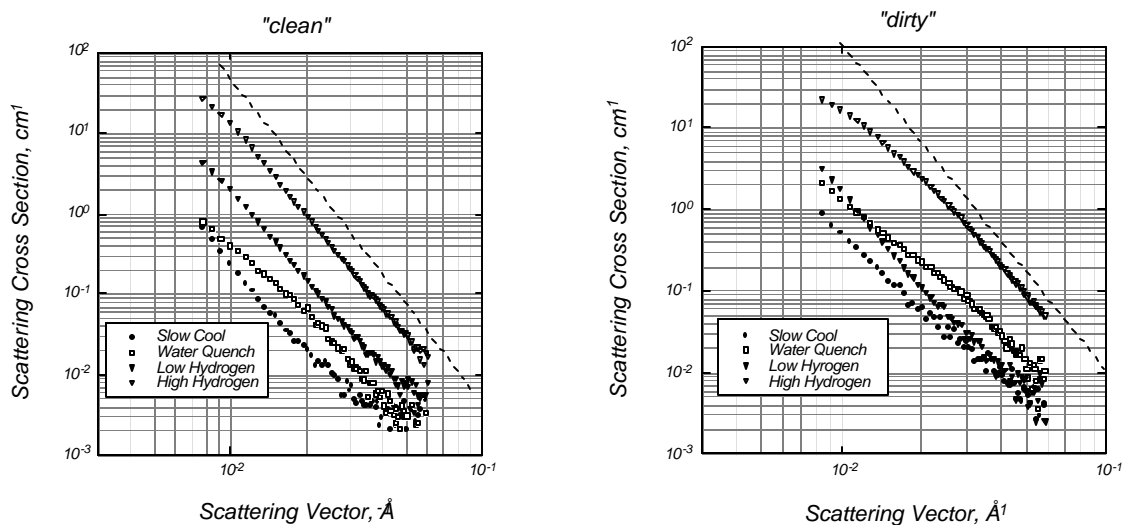 "clean"
10^2
10^1
10^0
10^-1
10^-2
10^-3
Scattering Cross Section, cm^1
Slow Cool
Water Quench
Low Hydrogen
High Hydrogen
10^-2
10^-1
Scattering Vector, Å
"dirty"
10^2
10^1
10^0
10^-1
10^-2
10^-3
Scattering Cross Section, cm^1
Slow Cool
Water Quench
Low Hyrogen
High Hydrogen
10^-2
10^-1
Scattering Vector, Å^1